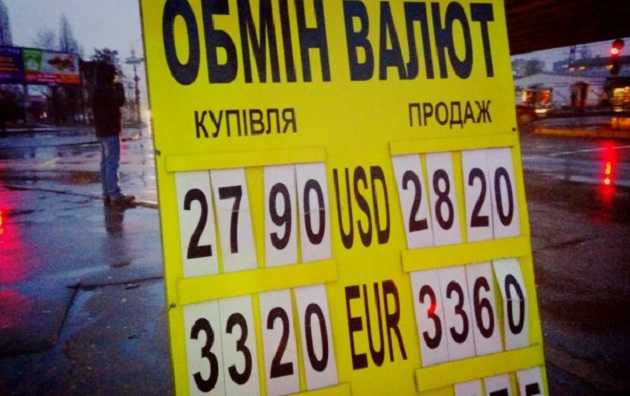 ОБМІН ВАЛЮТ
КУПІВЛЯ ПРОДАЖ
27 90 USD 28 20
33 20 EUR 33 60